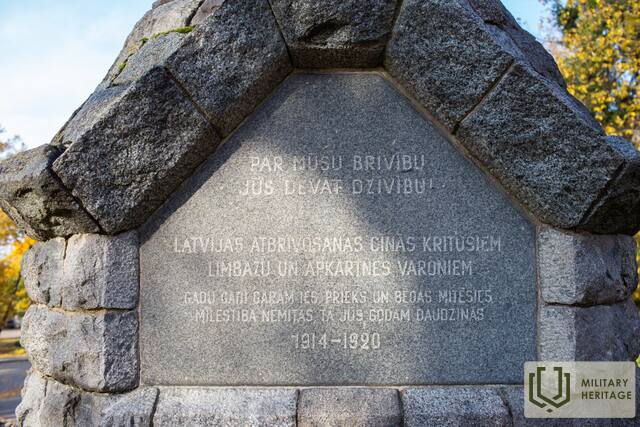 PAR MŪSU BRĪVĪBU
JŪS DEVĀT DZĪVĪBU!
LATVIJAS ATBRĪVOŠANAS CĪŅĀS KRITUŠIEM
LIMBAŽU UN APKĀRTNES VAROŅIEM
GADU GADI GARĀM IES PRIEKS UN BĒDAS MITĒSIES
MĪLESTĪBA NEMITAS, TĀ JŪS GODAM DAUDZINĀS
1914-1920
MILITARY
HERITAGE